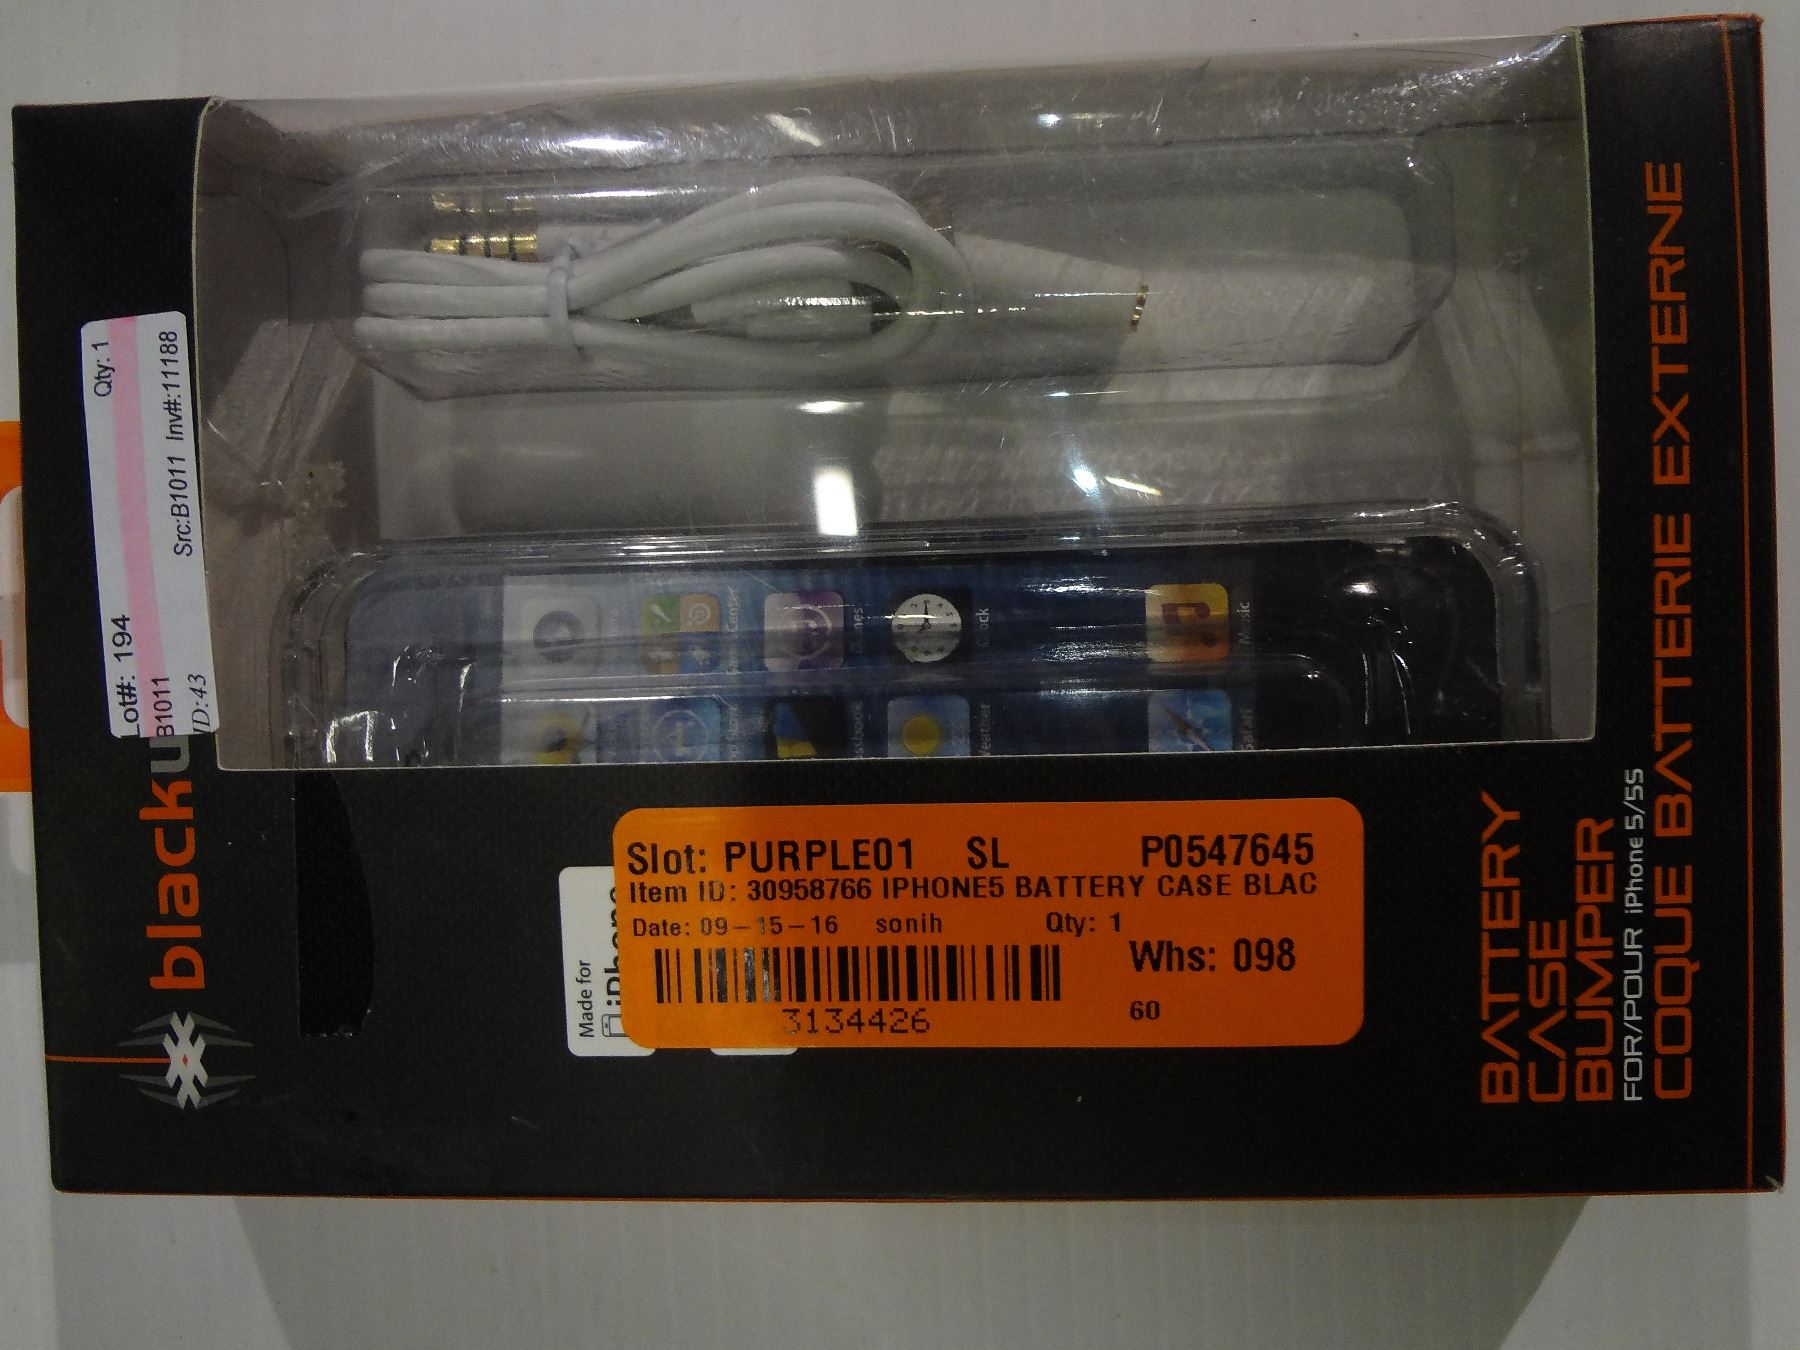 Lot#: 194 Qty: 1
B1011
ID:43 Src:B1011 Inv#:11188
blacku
Music
Safari
Made for
Slot: PURPLE01 SL P0547645
Item ID: 30958766 IPHONE5 BATTERY CASE BLAC
Date: 09-15-16 sonih Qty: 1
Whs: 098
3134426
60
BATTERY
CASE
BUMPER
FOR/POUR iPhone 5/5S
COQUE BATTERIE EXTERNE